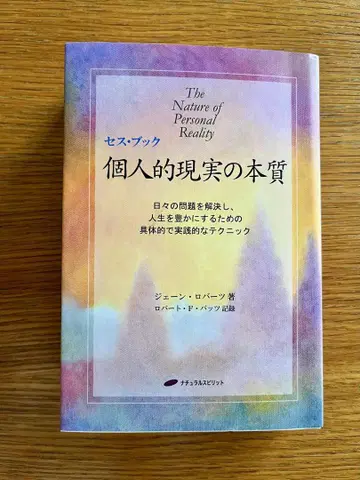 The
Nature of
Personal
Reality
セス・ブック
個人的現実の本質
日々の問題を解決し、
人生を豊かにするための
具体的で実践的なテクニック
ジェーン・ロバーツ 著
ロバート・F・バッツ 記録
ナチュラルスピリット